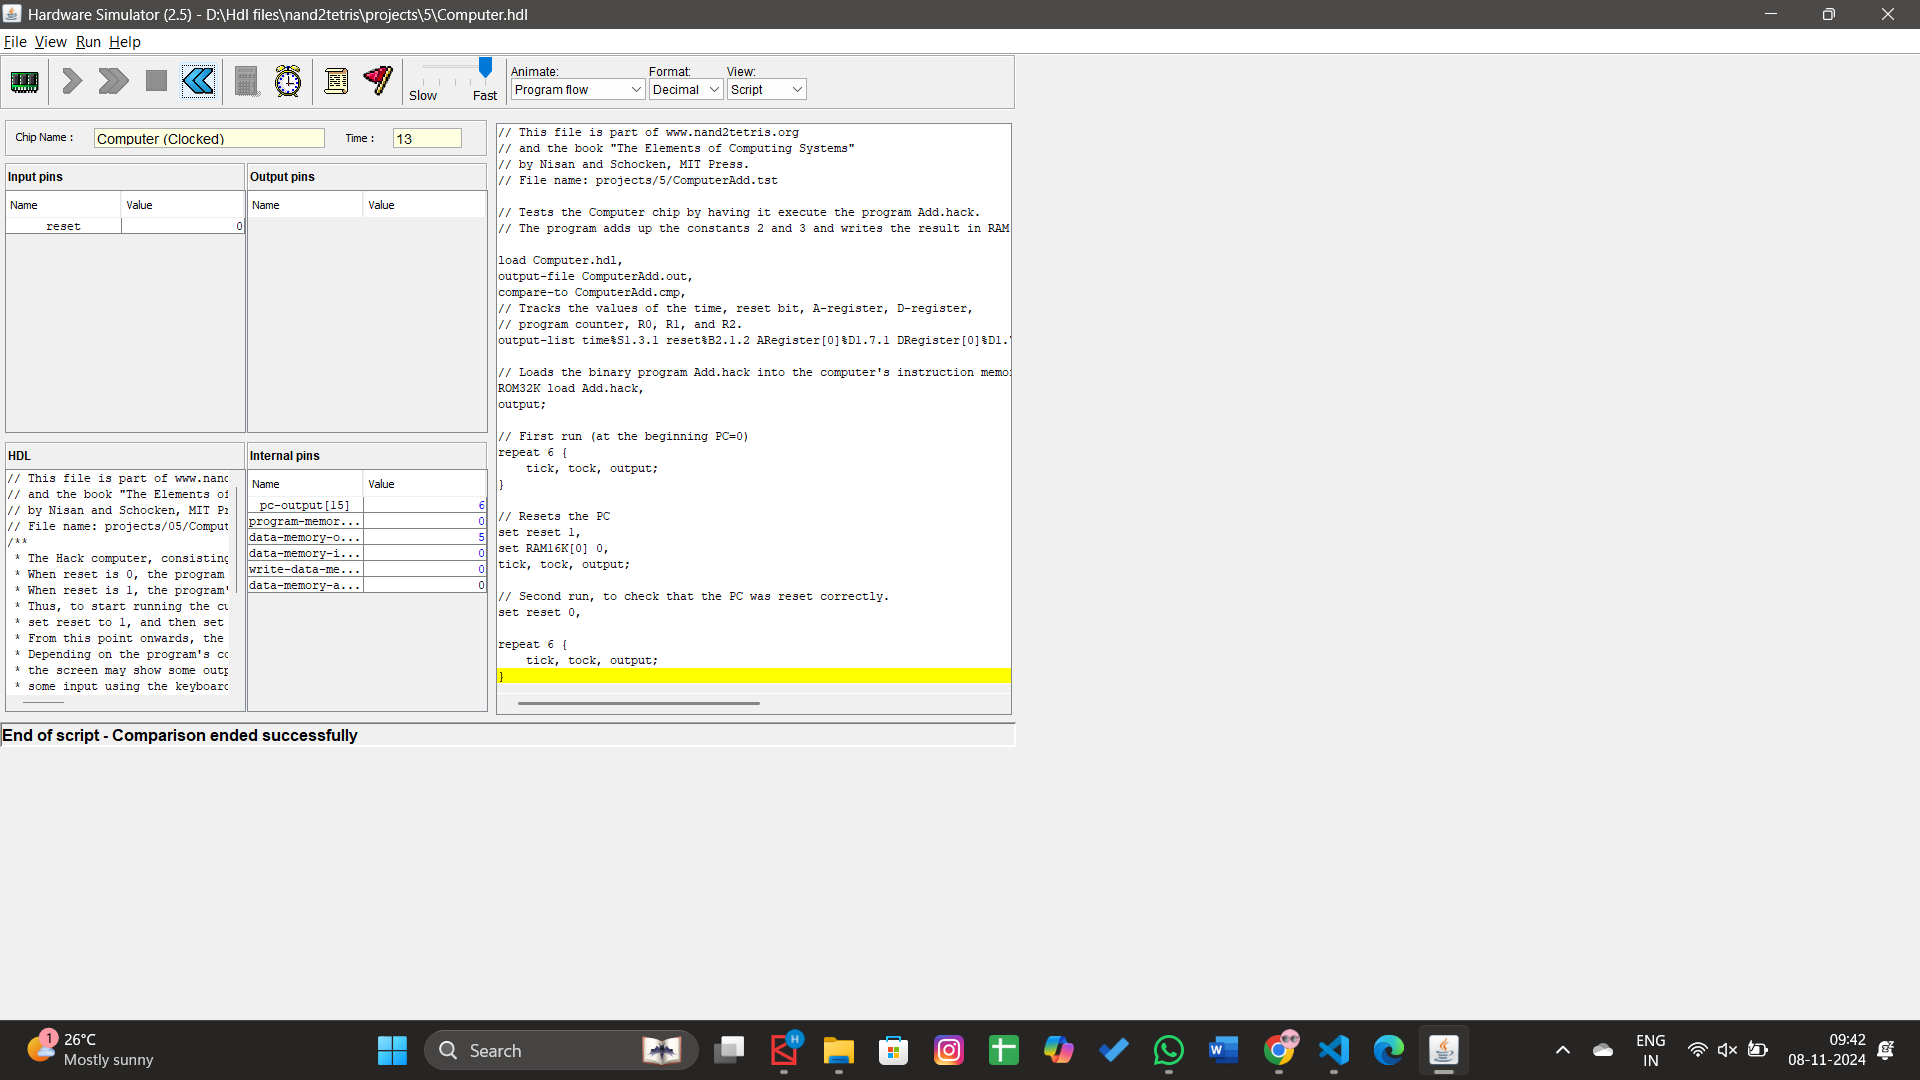 Hardware Simulator (2.5) - D:\Hdl files\nand2tetris\projects\5\Computer.hdl
File View Run Help
Slow Fast
Animate: Format: View:
Program flow Decimal Script
Chip Name : Computer (Clocked) Time : 13
Input pins
Name Value
reset 0
Output pins
Name Value
HDL
// This file is part of www.nand
// and the book "The Elements of
// by Nisan and Schocken, MIT Pr
// File name: projects/05/Comput
/**
* The Hack computer, consisting
* When reset is 0, the program
* When reset is 1, the program'
* Thus, to start running the cu
* set reset to 1, and then set
* From this point onwards, the
* Depending on the program's co
* the screen may show some outp
* some input using the keyboard
Internal pins
Name Value
pc-output[15] 6
program-memor... 0
data-memory-o... 5
data-memory-i... 0
write-data-me... 0
data-memory-a... 0
// This file is part of www.nand2tetris.org
// and the book "The Elements of Computing Systems"
// by Nisan and Schocken, MIT Press.
// File name: projects/5/ComputerAdd.tst
// Tests the Computer chip by having it execute the program Add.hack.
// The program adds up the constants 2 and 3 and writes the result in RAM
load Computer.hdl,
output-file ComputerAdd.out,
compare-to ComputerAdd.cmp,
// Tracks the values of the time, reset bit, A-register, D-register,
// program counter, R0, R1, and R2.
output-list time%S1.3.1 reset%B2.1.2 ARegister[0]%D1.7.1 DRegister[0]%D1.
// Loads the binary program Add.hack into the computer's instruction memo
ROM32K load Add.hack,
output;
// First run (at the beginning PC=0)
repeat 6 {
tick, tock, output;
}
// Resets the PC
set reset 1,
set RAM16K[0] 0,
tick, tock, output;
// Second run, to check that the PC was reset correctly.
set reset 0,
repeat 6 {
tick, tock, output;
}
End of script - Comparison ended successfully
1
26°C
Mostly sunny
Search
H
ENG
IN
09:42
08-11-2024